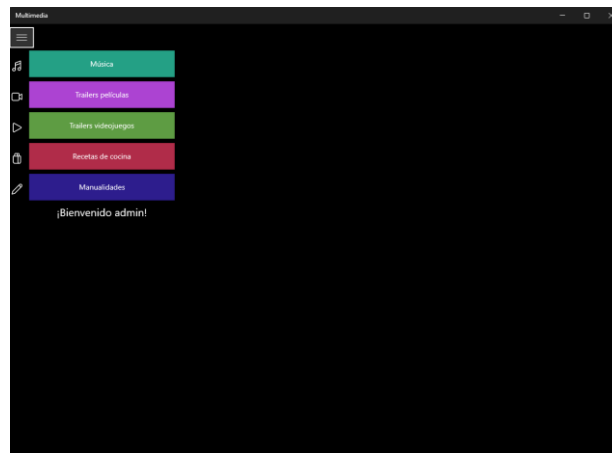 Multimedia
Música
Trailers películas
Trailers videojuegos
Recetas de cocina
Manualidades
¡Bienvenido admin!